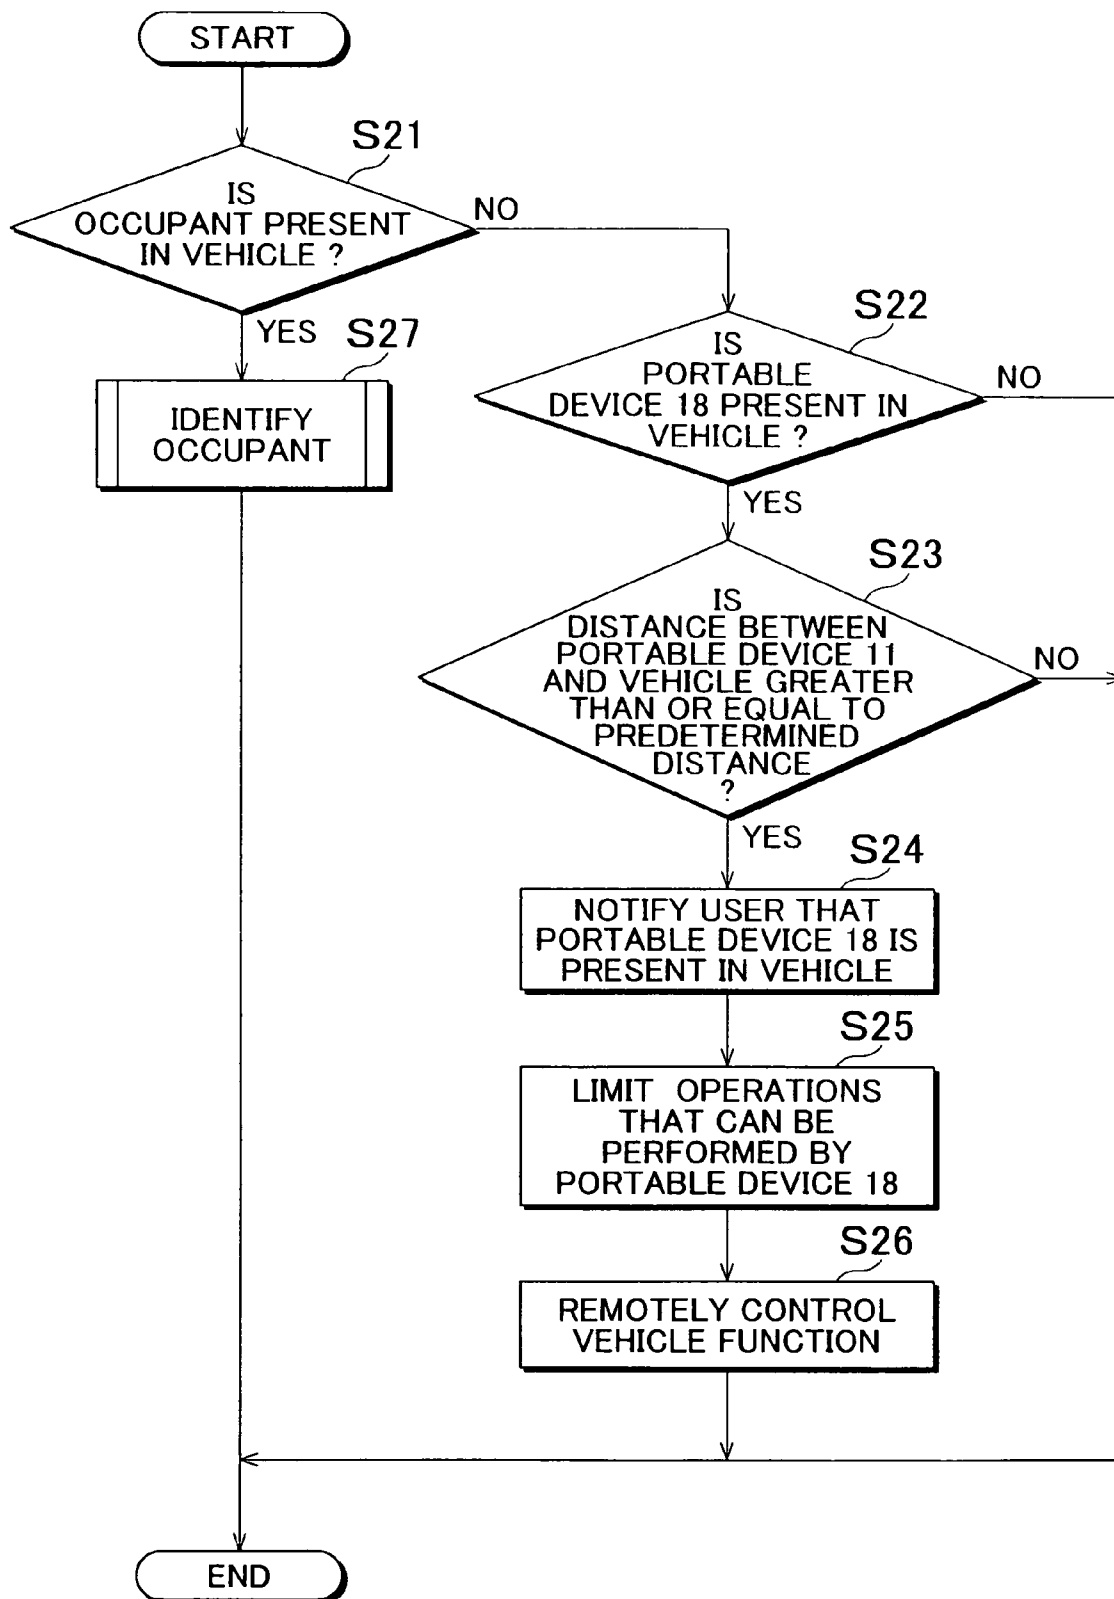 START
S21
IS
OCCUPANT PRESENT
IN VEHICLE ?
NO
YES
S27
IDENTIFY
OCCUPANT
S22
IS
PORTABLE
DEVICE 18 PRESENT IN
VEHICLE ?
NO
YES
S23
IS
DISTANCE BETWEEN
PORTABLE DEVICE 11
AND VEHICLE GREATER
THAN OR EQUAL TO
PREDETERMINED
DISTANCE
?
NO
YES
S24
NOTIFY USER THAT
PORTABLE DEVICE 18 IS
PRESENT IN VEHICLE
S25
LIMIT OPERATIONS
THAT CAN BE
PERFORMED BY
PORTABLE DEVICE 18
S26
REMOTELY CONTROL
VEHICLE FUNCTION
END